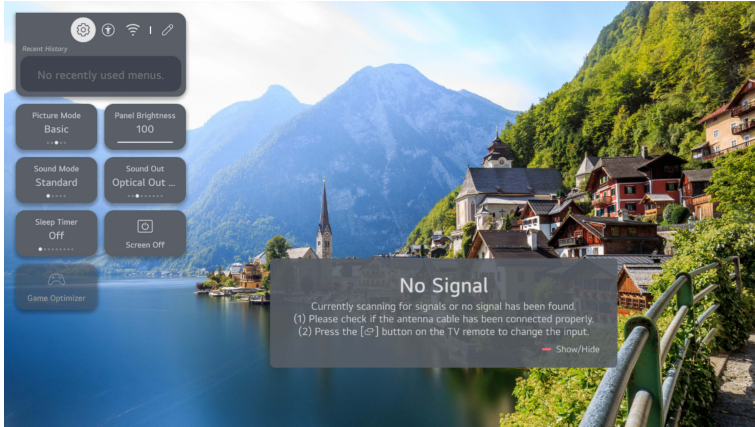 Recent History
No recently used menus.
Picture Mode
Basic
Panel Brightness
100
Sound Mode
Standard
Sound Out
Optical Out ...
Sleep Timer
Off
Screen Off
Game Optimizer
No Signal
Currently scanning for signals or no signal has been found.
(1) Please check if the antenna cable has been connected properly.
(2) Press the [] button on the TV remote to change the input.
Show/Hide